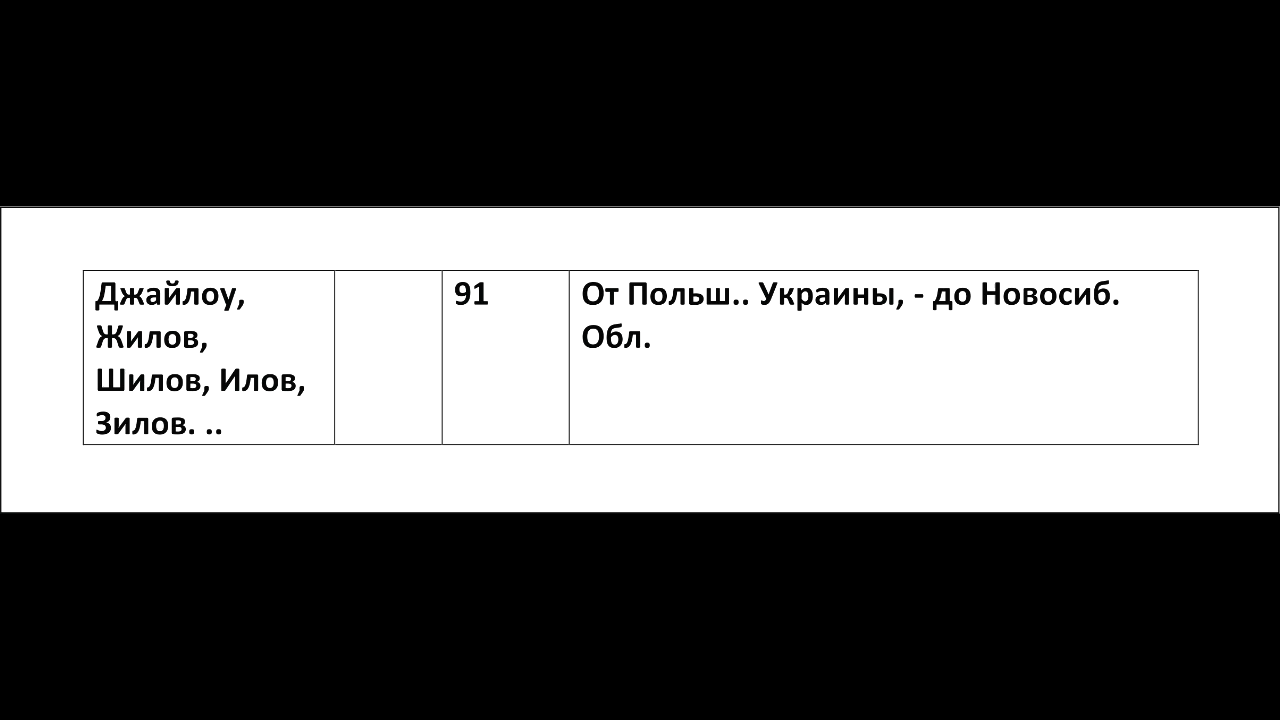 Джайлоу,
Жилов,
Шилов, Илов,
Зилов. ..
91
От Польш.. Украины, - до Новосиб.
Обл.